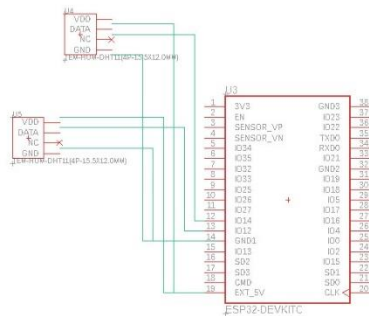 U4
VDD
DATA
NC
GND
TEM-HUM-DHT11(4P-15.5X12.0MM)
U5
VDD
DATA
NC
GND
TEM-HUM-DHT11(4P-15.5X12.0MM)
U3
1 3V3 GND3 38
2 EN IO23 37
3 SENSOR_VP IO22 36
4 SENSOR_VN TXD0 35
5 IO34 RXD0 34
6 IO35 IO21 33
7 IO32 GND2 32
8 IO33 IO19 31
9 IO25 IO18 30
10 IO26 IO5 29
11 IO27 IO17 28
12 IO14 IO16 27
13 IO12 IO4 26
14 GND1 IO0 25
15 IO13 IO2 24
16 SD2 IO15 23
17 SD3 SD1 22
18 CMD SD0 21
19 EXT_5V CLK 20
ESP32-DEVKITC